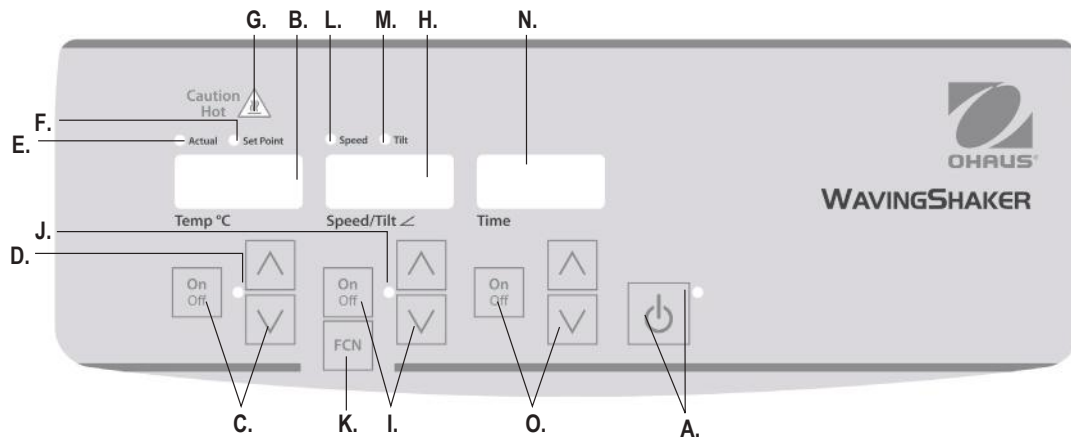 G. B. L. M. H. N.
Caution
Hot
F.
E.
Actual Set Point Speed Tilt
OHAUS®
WAVINGSHAKER
Temp °C Speed/Tilt ∠ Time
J.
D.
On
Off
On
Off
On
Off
FCN
C. K. I. O. A.